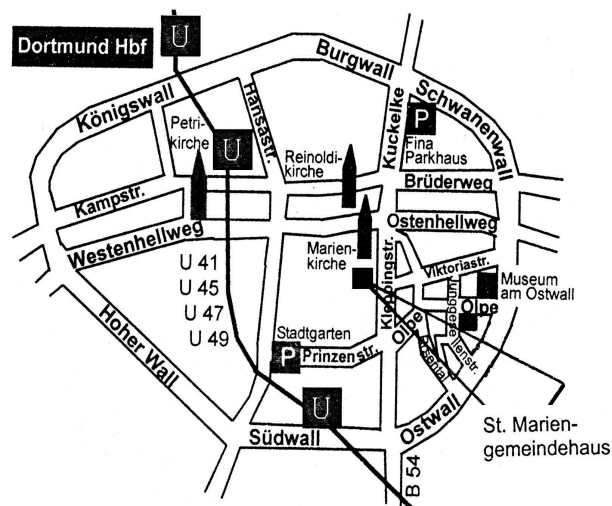 Dortmund Hbf
U
Burgwall
Königswall
Hansastr.
Schwanenwall
Petri-
kirche
U
Kuckelke
P
Fina
Parkhaus
Reinoldi-
kirche
Brüderweg
Kampstr.
Ostenhellweg
Westenhellweg
Marien-
kirche
Kleppingstr.
Viktoriastr.
U 41
U 45
U 47
U 49
Museum
am Ostwall
Junggesel
lenstr.
Olpe
Olpe
Stadtgarten
P
Prinzenstr.
Rosental
Hoher Wall
U
Südwall
Ostwall
St. Marien-
gemeindehaus
B 54